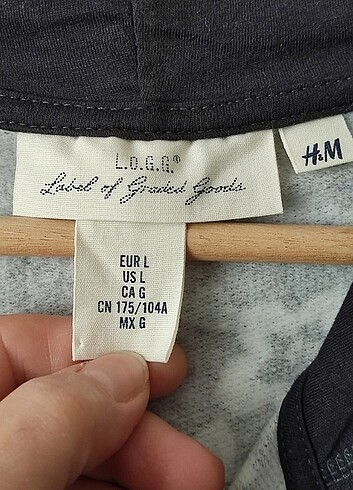 L.O.G.G.®
Label of Graded Goods
H&M
EUR L
US L
CA G
CN 175/104A
MX G